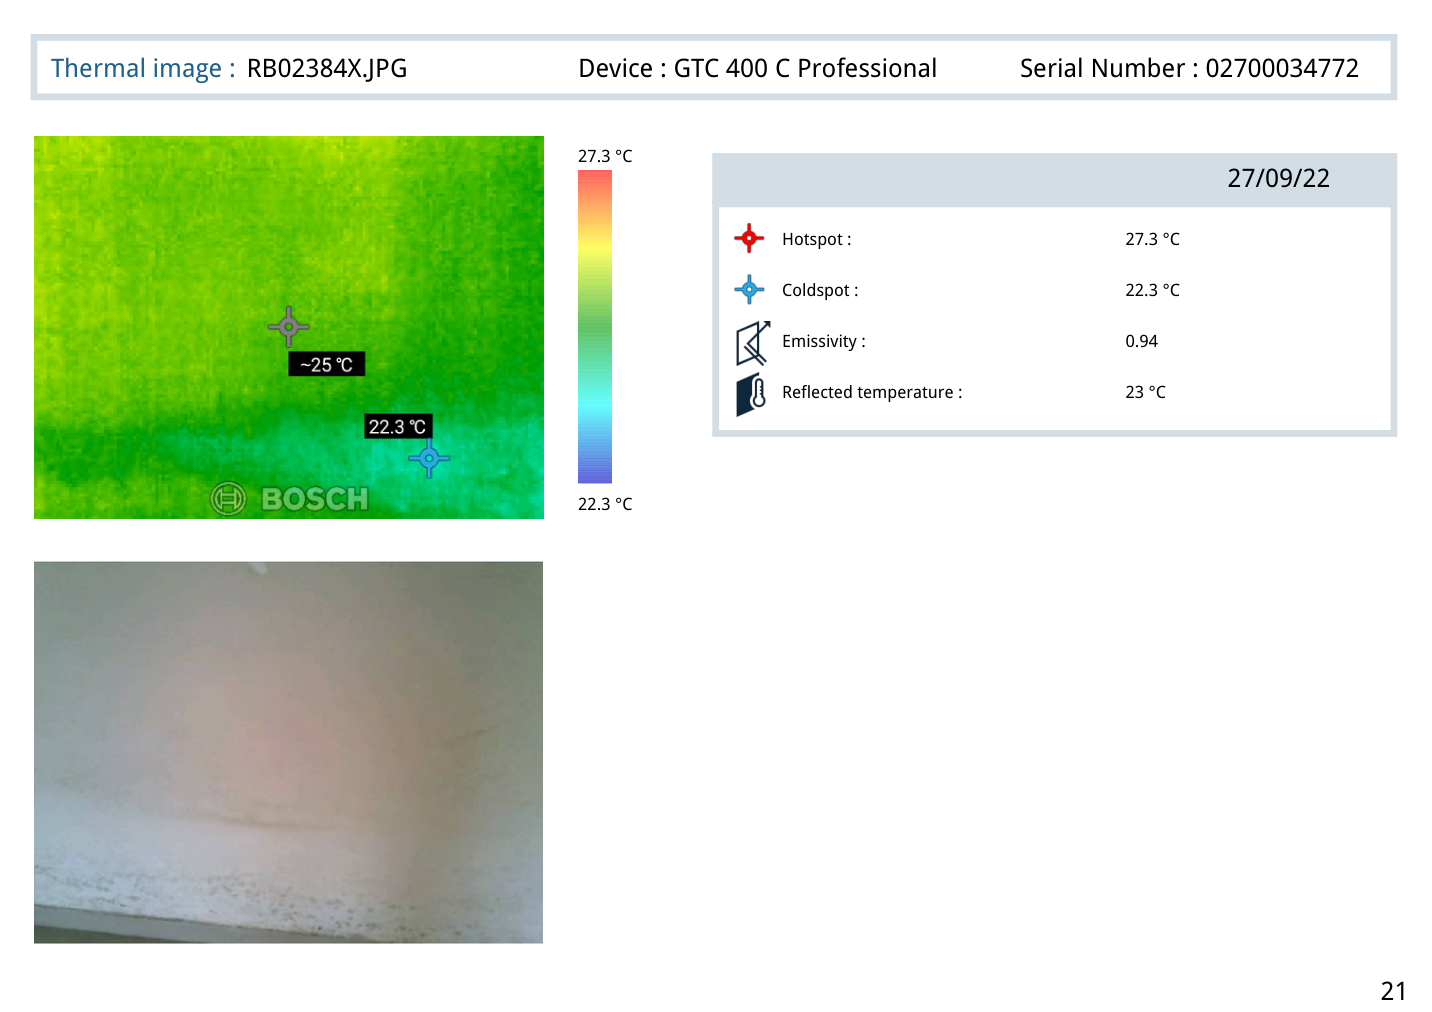 Thermal image : RB02384X.JPG Device : GTC 400 C Professional Serial Number : 02700034772
27.3 °C
27/09/22
Hotspot : 27.3 °C
Coldspot : 22.3 °C
~25 °C
Emissivity : 0.94
Reflected temperature : 23 °C
22.3 °C
BOSCH
22.3 °C
21